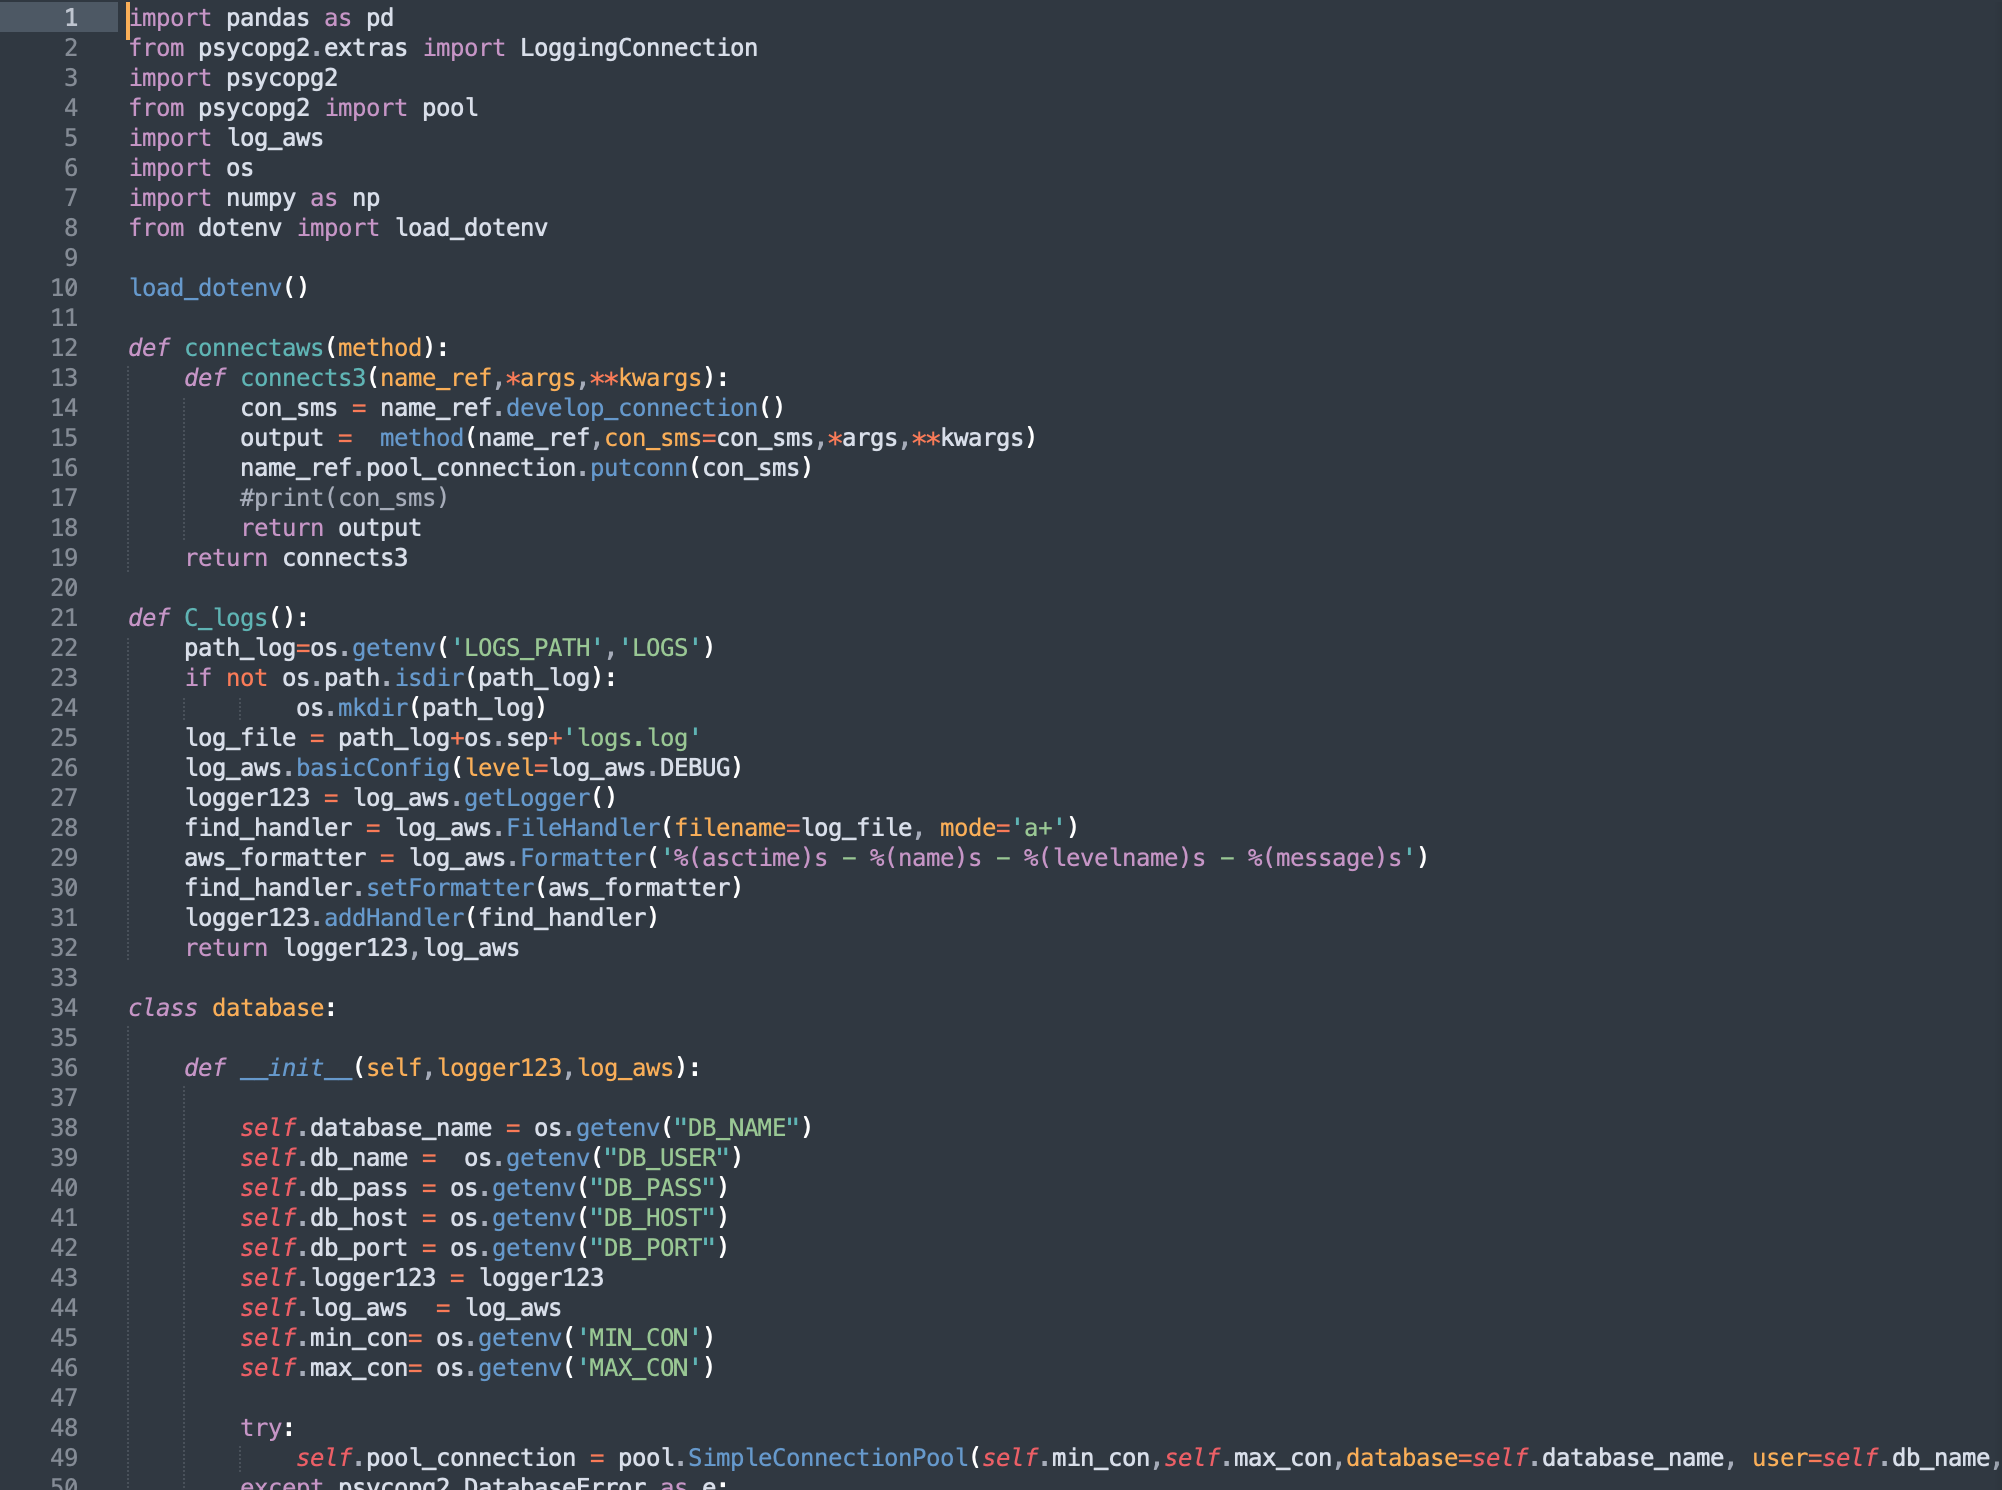 1 import pandas as pd
2 from psycopg2.extras import LoggingConnection
3 import psycopg2
4 from psycopg2 import pool
5 import log_aws
6 import os
7 import numpy as np
8 from dotenv import load_dotenv
9
10 load_dotenv()
11
12 def connectaws(method):
13     def connects3(name_ref,*args,**kwargs):
14         con_sms = name_ref.develop_connection()
15         output =  method(name_ref,con_sms=con_sms,*args,**kwargs)
16         name_ref.pool_connection.putconn(con_sms)
17         #print(con_sms)
18         return output
19     return connects3
20
21 def C_logs():
22     path_log=os.getenv('LOGS_PATH','LOGS')
23     if not os.path.isdir(path_log):
24             os.mkdir(path_log)
25     log_file = path_log+os.sep+'logs.log'
26     log_aws.basicConfig(level=log_aws.DEBUG)
27     logger123 = log_aws.getLogger()
28     find_handler = log_aws.FileHandler(filename=log_file, mode='a+')
29     aws_formatter = log_aws.Formatter('%(asctime)s - %(name)s - %(levelname)s - %(message)s')
30     find_handler.setFormatter(aws_formatter)
31     logger123.addHandler(find_handler)
32     return logger123,log_aws
33
34 class database:
35
36     def __init__(self,logger123,log_aws):
37
38         self.database_name = os.getenv("DB_NAME")
39         self.db_name =  os.getenv("DB_USER")
40         self.db_pass = os.getenv("DB_PASS")
41         self.db_host = os.getenv("DB_HOST")
42         self.db_port = os.getenv("DB_PORT")
43         self.logger123 = logger123
44         self.log_aws  = log_aws
45         self.min_con= os.getenv('MIN_CON')
46         self.max_con= os.getenv('MAX_CON')
47
48         try:
49             self.pool_connection = pool.SimpleConnectionPool(self.min_con,self.max_con,database=self.database_name, user=self.db_name,
50         except psycopg2.DatabaseError as e: